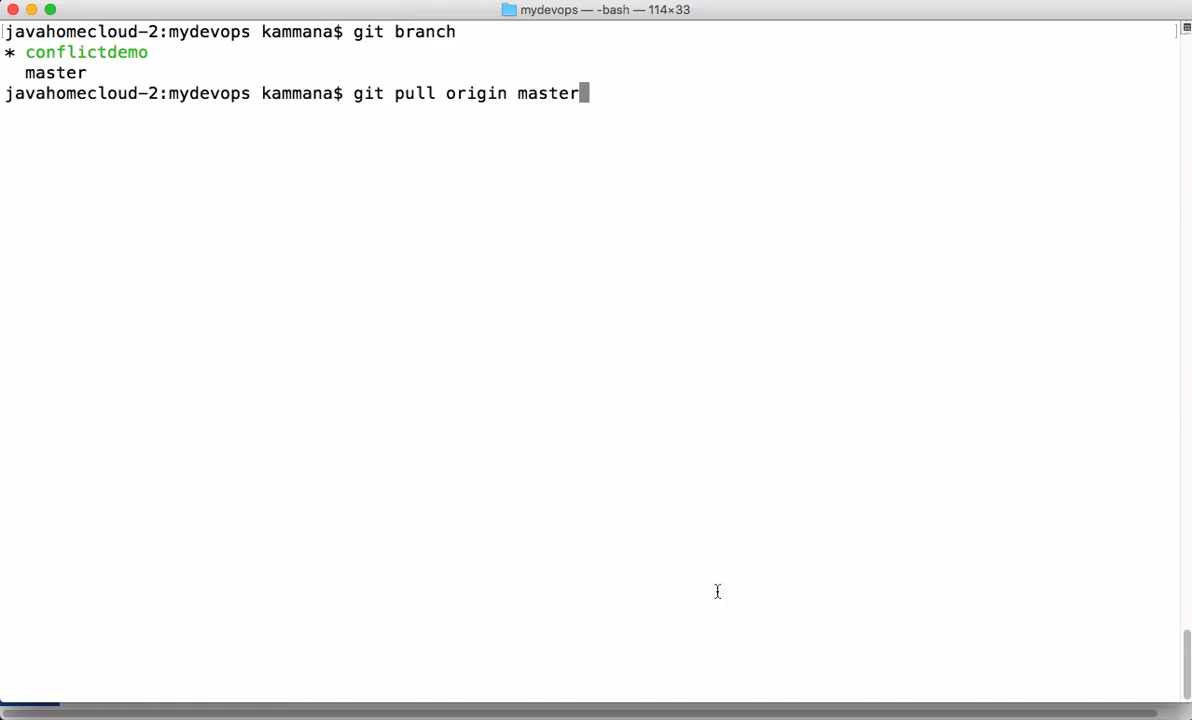 mydevops — -bash — 114×33
[javahomecloud-2:mydevops kammana$ git branch ]
* conflictdemo
  master
javahomecloud-2:mydevops kammana$ git pull origin master